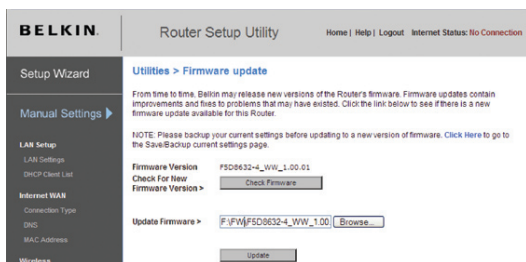 BELKIN.
Router Setup Utility
Home | Help | Logout Internet Status: No Connection
Setup Wizard
Manual Settings
LAN Setup
LAN Settings
DHCP Client List
Internet WAN
Connection Type
DNS
MAC Address
Wireless
Utilities > Firmware update
From time to time, Belkin may release new versions of the Router's firmware. Firmware updates contain
improvements and fixes to problems that may have existed. Click the link below to see if there is a new
firmware update available for this Router.
NOTE: Please backup your current settings before updating to a new version of firmware. Click Here to go to
the Save/Backup current settings page.
Firmware Version F5D8632-4_WW_1.00.01
Check For New
Firmware Version > Check Firmware
Update Firmware > F:\FW\F5D8632-4_WW_1.00. Browse...
Update